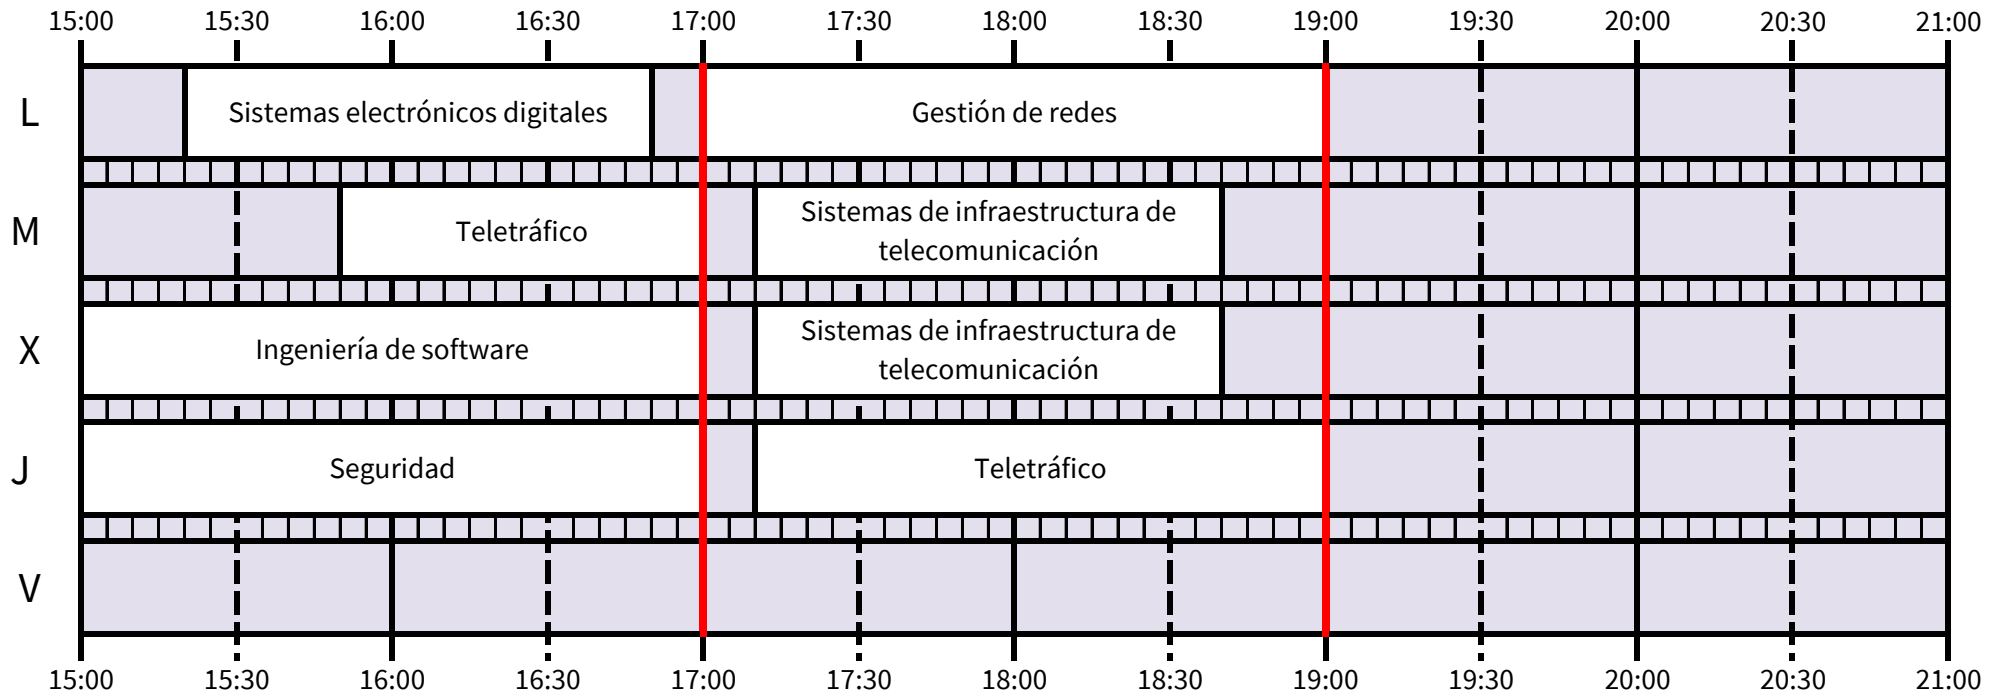 15:00 15:30 16:00 16:30 17:00 17:30 18:00 18:30 19:00 19:30 20:00 20:30 21:00
L Sistemas electrónicos digitales Gestión de redes
M Teletráfico Sistemas de infraestructura de
telecomunicación
X Ingeniería de software Sistemas de infraestructura de
telecomunicación
J Seguridad Teletráfico
V
15:00 15:30 16:00 16:30 17:00 17:30 18:00 18:30 19:00 19:30 20:00 20:30 21:00